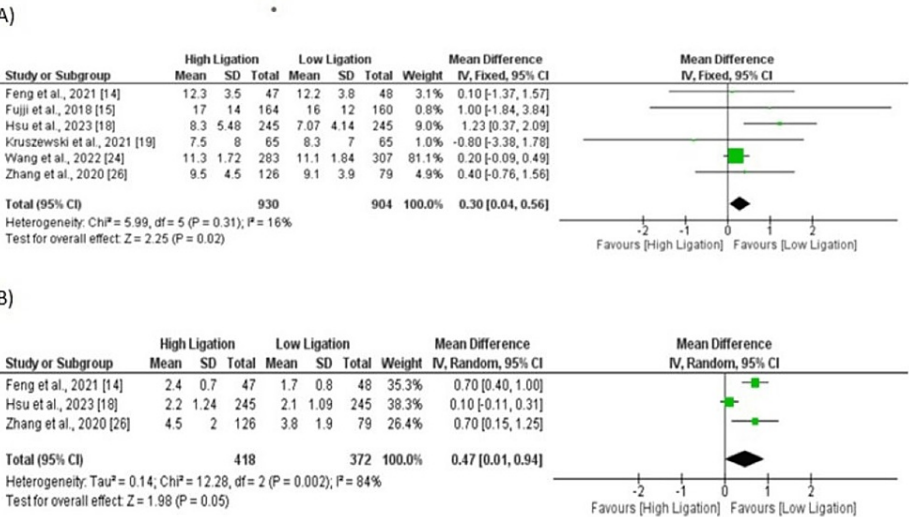 A)
High Ligation Low Ligation Mean Difference Mean Difference
Study or Subgroup Mean SD Total Mean SD Total Weight IV, Fixed, 95% CI IV, Fixed, 95% CI
Feng et al., 2021 [14] 12.3 3.5 47 12.2 3.8 48 3.1% 0.10 [-1.37, 1.57]
Fujji et al., 2018 [15] 17 14 164 16 12 160 0.8% 1.00 [-1.84, 3.84]
Hsu et al., 2023 [18] 8.3 5.48 245 7.07 4.14 245 9.0% 1.23 [0.37, 2.09]
Kruszewski et al., 2021 [19] 7.5 8 65 8.3 7 65 1.0% -0.80 [-3.38, 1.78]
Wang et al., 2022 [24] 11.3 1.72 283 11.1 1.84 307 81.1% 0.20 [-0.09, 0.49]
Zhang et al., 2020 [26] 9.5 4.5 126 9.1 3.9 79 4.9% 0.40 [-0.76, 1.56]
Total (95% CI) 930 904 100.0% 0.30 [0.04, 0.56]
Heterogeneity: Chi² = 5.99, df = 5 (P = 0.31); I² = 16%
Test for overall effect: Z = 2.25 (P = 0.02)
-2 -1 0 1 2
Favours [High Ligation] Favours [Low Ligation]
B)
High Ligation Low Ligation Mean Difference Mean Difference
Study or Subgroup Mean SD Total Mean SD Total Weight IV, Random, 95% CI IV, Random, 95% CI
Feng et al., 2021 [14] 2.4 0.7 47 1.7 0.8 48 35.3% 0.70 [0.40, 1.00]
Hsu et al., 2023 [18] 2.2 1.24 245 2.1 1.09 245 38.3% 0.10 [-0.11, 0.31]
Zhang et al., 2020 [26] 4.5 2 126 3.8 1.9 79 26.4% 0.70 [0.15, 1.25]
Total (95% CI) 418 372 100.0% 0.47 [0.01, 0.94]
Heterogeneity: Tau² = 0.14; Chi² = 12.28, df = 2 (P = 0.002); I² = 84%
Test for overall effect: Z = 1.98 (P = 0.05)
-2 -1 0 1 2
Favours [High Ligation] Favours [Low Ligation]